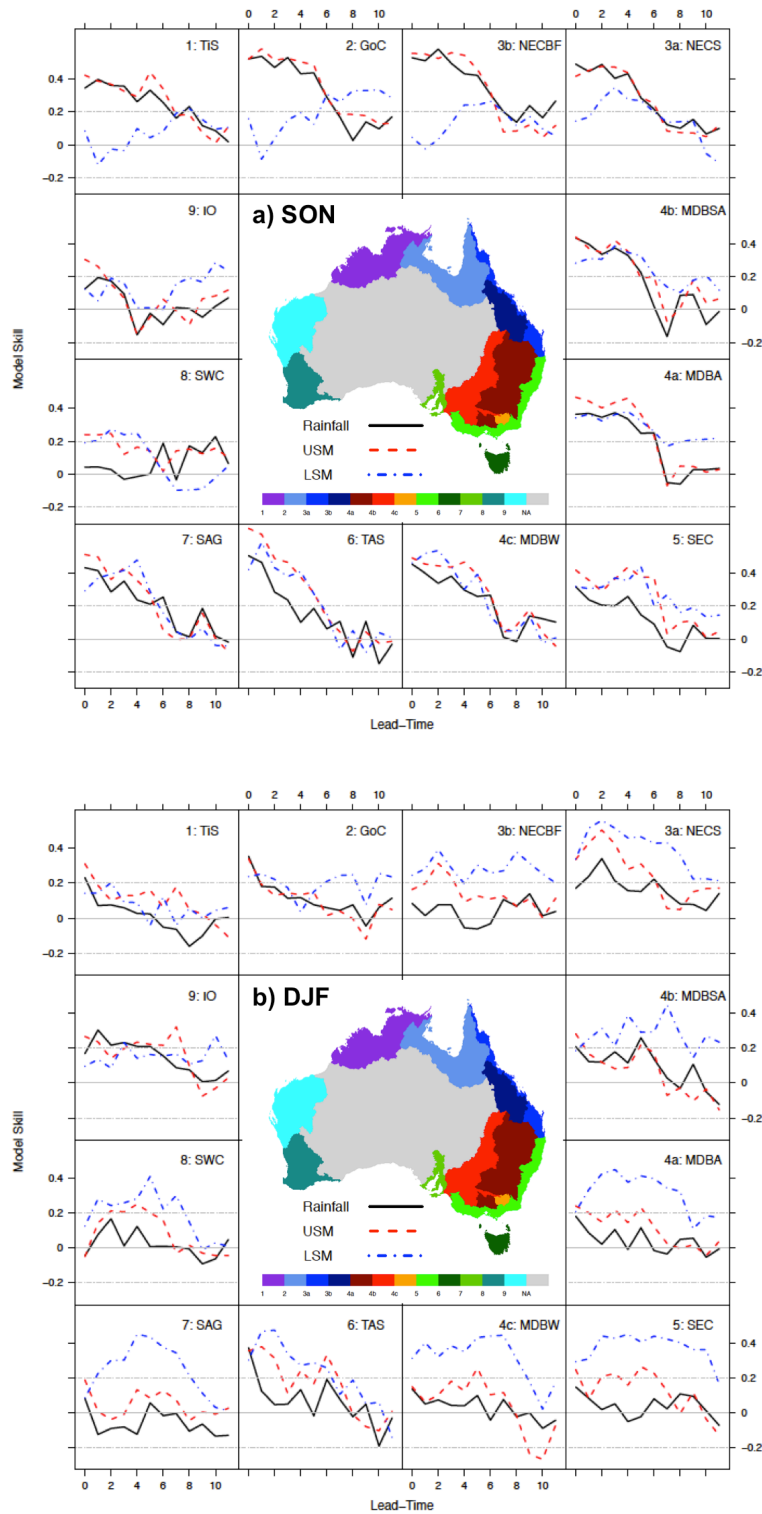 0 2 4 6 8 10 0 2 4 6 8 10
1: TiS 2: GoC 3b: NECBF 3a: NECS
0.4
0.2
0
−0.2
9: IO a) SON 4b: MDBSA
0.4
0.2
0
−0.2
Model Skill
8: SWC 4a: MDBA
0.4
0.2
0
−0.2
Rainfall
USM
LSM
1 2 3a 3b 4a 4b 4c 5 6 7 8 9 NA
7: SAG 6: TAS 4c: MDBW 5: SEC
0.4
0.2
0
−0.2
0 2 4 6 8 10 0 2 4 6 8 10
Lead−Time
0 2 4 6 8 10 0 2 4 6 8 10
1: TiS 2: GoC 3b: NECBF 3a: NECS
0.4
0.2
0
−0.2
9: IO b) DJF 4b: MDBSA
0.4
0.2
0
−0.2
Model Skill
8: SWC 4a: MDBA
0.4
0.2
0
−0.2
Rainfall
USM
LSM
1 2 3a 3b 4a 4b 4c 5 6 7 8 9 NA
7: SAG 6: TAS 4c: MDBW 5: SEC
0.4
0.2
0
−0.2
0 2 4 6 8 10 0 2 4 6 8 10
Lead−Time